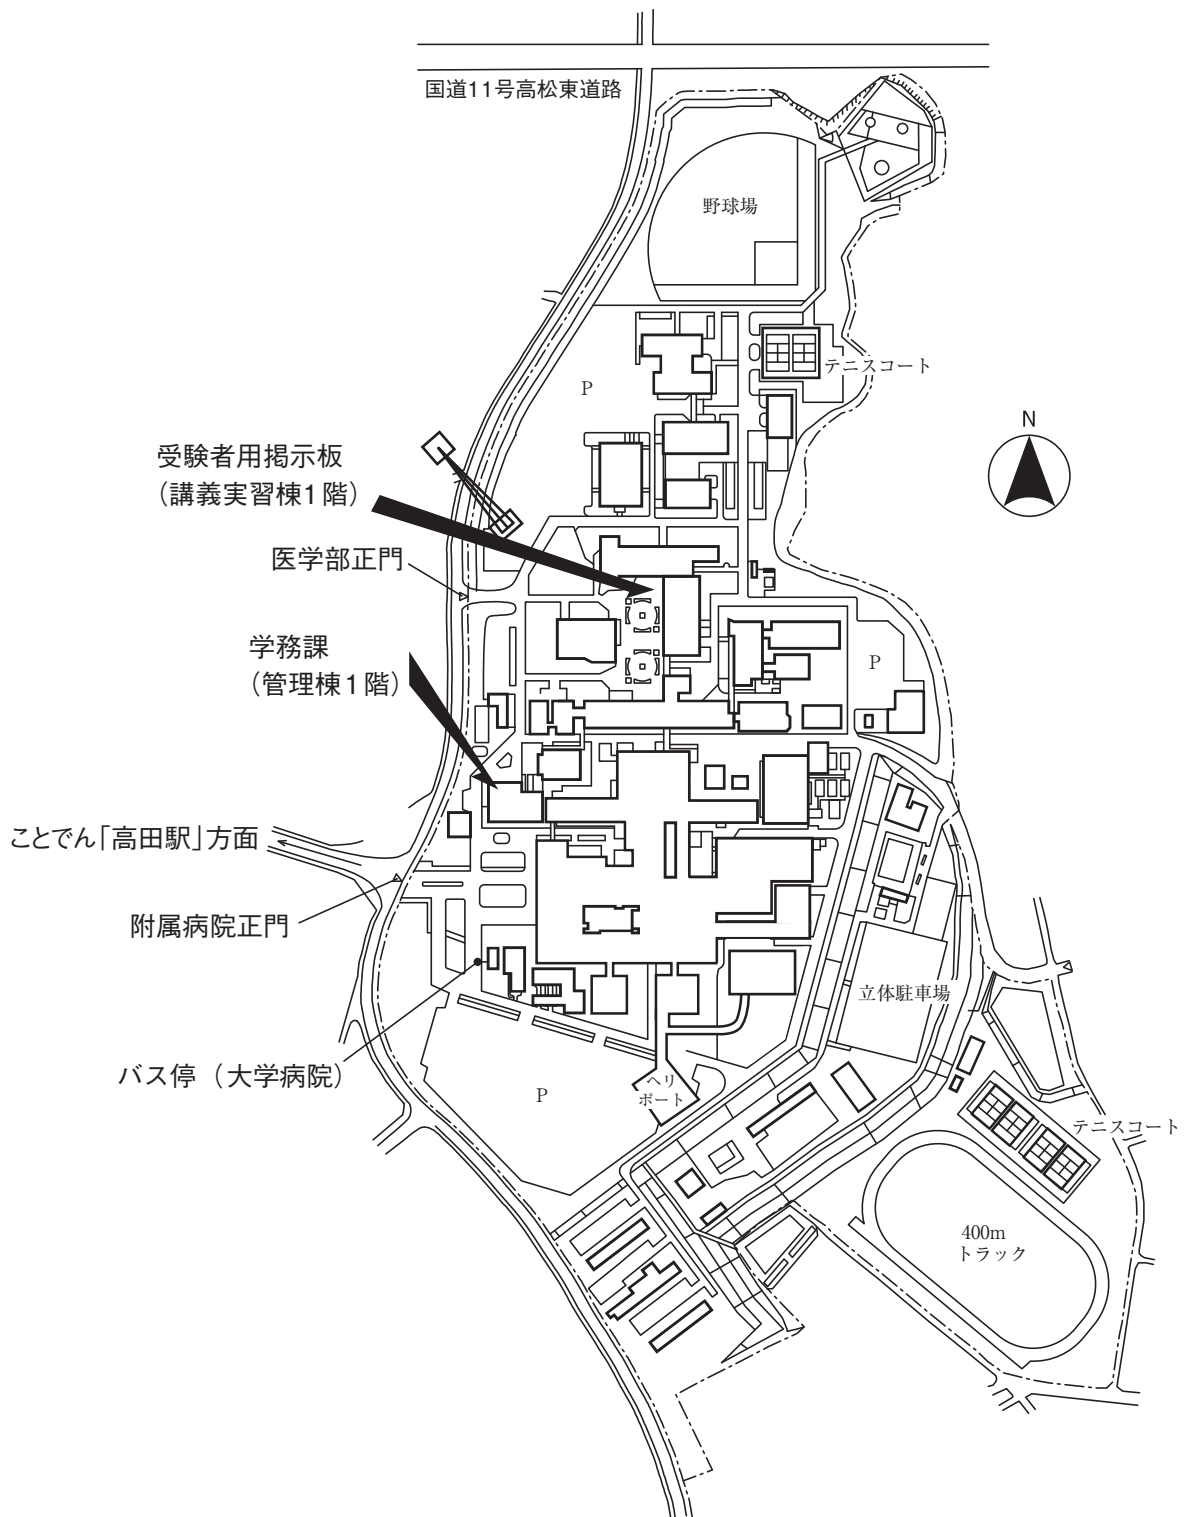 国道11号高松東道路
野球場
テニスコート
P
N
受験者用掲示板
（講義実習棟1階）
医学部正門
学務課
（管理棟1階）
P
ことでん「高田駅」方面
附属病院正門
立体駐車場
バス停（大学病院）
P
ヘリ
ポート
テニスコート
400m
トラック